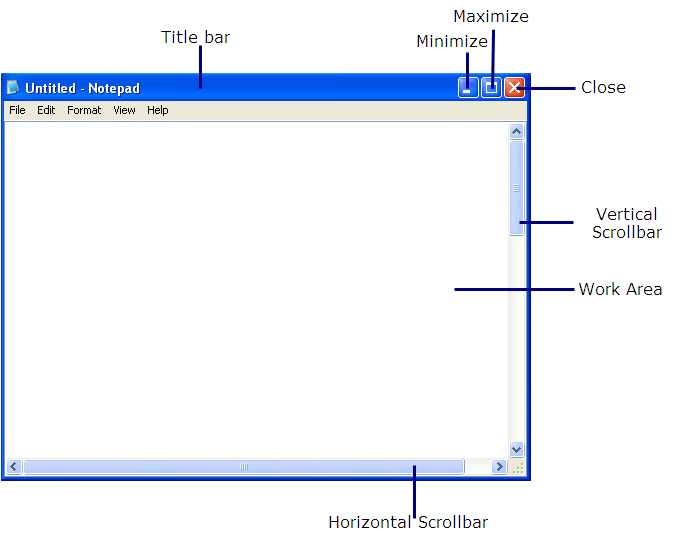 Maximize
Title bar
Minimize
Untitled - Notepad
Close
File Edit Format View Help
Vertical
Scrollbar
Work Area
Horizontal Scrollbar